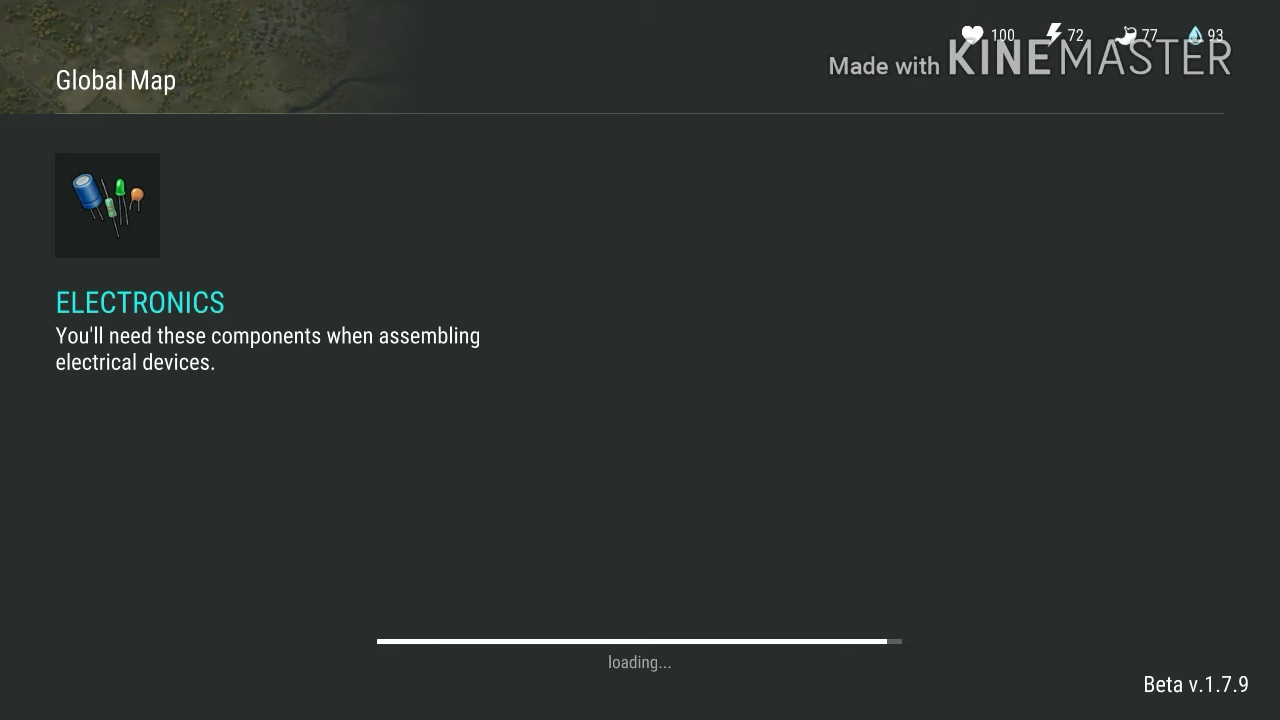 100 72 77 93
Made with KINEMASTER
Global Map
ELECTRONICS
You'll need these components when assembling
electrical devices.
loading...
Beta v.1.7.9